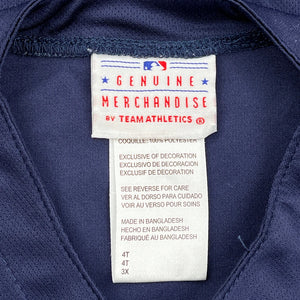 GENUINE
MERCHANDISE
BY TEAM ATHLETICS ®
COQUILLE: 100% POLYESTER
EXCLUSIVE OF DECORATION
EXCLUSIVO DE DECORACIÓN
EXCLUSIF DE DECORATION
SEE REVERSE FOR CARE
VER AL DORSO PARA CUIDADO
VOIR AU VERSO POUR SOINS
MADE IN BANGLADESH
HECHO EN BANGLADESH
FABRIQUÉ AU BANGLADESH
4T
4T
3X